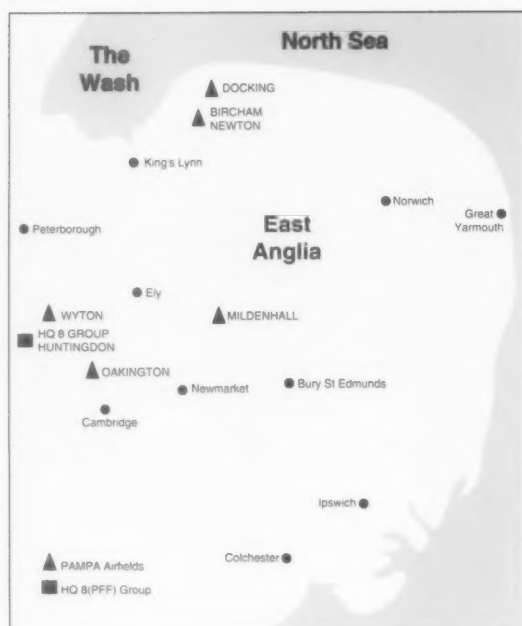 North Sea
The
Wash
DOCKING
BIRCHAM
NEWTON
King's Lynn
Norwich
Great
Yarmouth
Peterborough
East
Anglia
Ely
WYTON
MILDENHALL
HQ 8 GROUP
HUNTINGDON
OAKINGTON
Newmarket
Bury St Edmunds
Cambridge
Ipswich
Colchester
PAMPA Airfields
HQ 8(PFF) Group